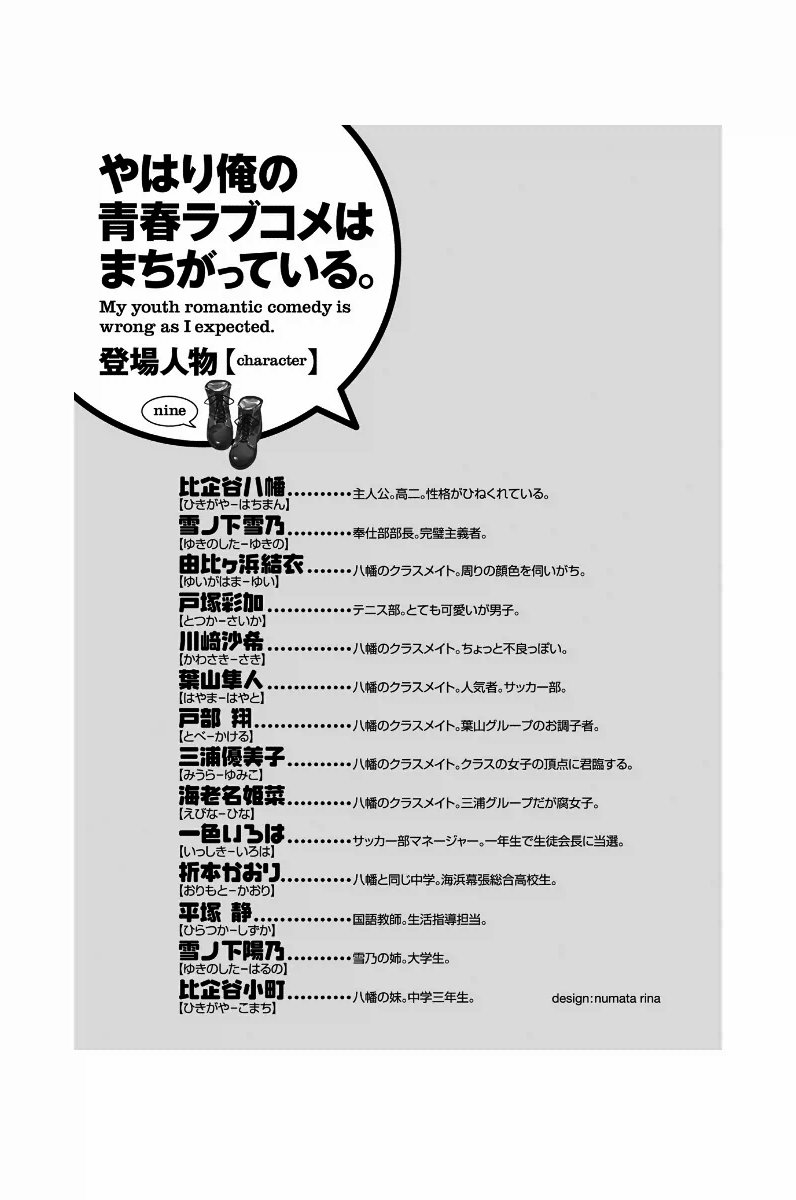 やはり俺の
青春ラブコメは
まちがっている。
My youth romantic comedy is
wrong as I expected.
登場人物【character】
nine
比企谷八幡‥‥‥‥‥主人公。高二。性格がひねくれている。
【ひきがや－はちまん】
雪ノ下雪乃‥‥‥‥‥奉仕部部長。完璧主義者。
【ゆきのした－ゆきの】
由比ヶ浜結衣‥‥‥‥八幡のクラスメイト。周りの顔色を伺いがち。
【ゆいがはま－ゆい】
戸塚彩加‥‥‥‥‥‥テニス部。とても可愛いが男子。
【とつか－さいか】
川﨑沙希‥‥‥‥‥‥八幡のクラスメイト。ちょっと不良っぽい。
【かわさき－さき】
葉山隼人‥‥‥‥‥‥八幡のクラスメイト。人気者。サッカー部。
【はやま－はやと】
戸部 翔‥‥‥‥‥‥‥八幡のクラスメイト。葉山グループのお調子者。
【とべ－かける】
三浦優美子‥‥‥‥‥八幡のクラスメイト。クラスの女子の頂点に君臨する。
【みうら－ゆみこ】
海老名姫菜‥‥‥‥‥八幡のクラスメイト。三浦グループだが腐女子。
【えびな－ひな】
一色いろは‥‥‥‥‥サッカー部マネージャー。一年生で生徒会長に当選。
【いっしき－いろは】
折本かおり‥‥‥‥‥八幡と同じ中学。海浜幕張総合高校生。
【おりもと－かおり】
平塚 静‥‥‥‥‥‥‥国語教師。生活指導担当。
【ひらつか－しずか】
雪ノ下陽乃‥‥‥‥‥雪乃の姉。大学生。
【ゆきのした－はるの】
比企谷小町‥‥‥‥‥八幡の妹。中学三年生。
【ひきがや－こまち】
design:numata rina